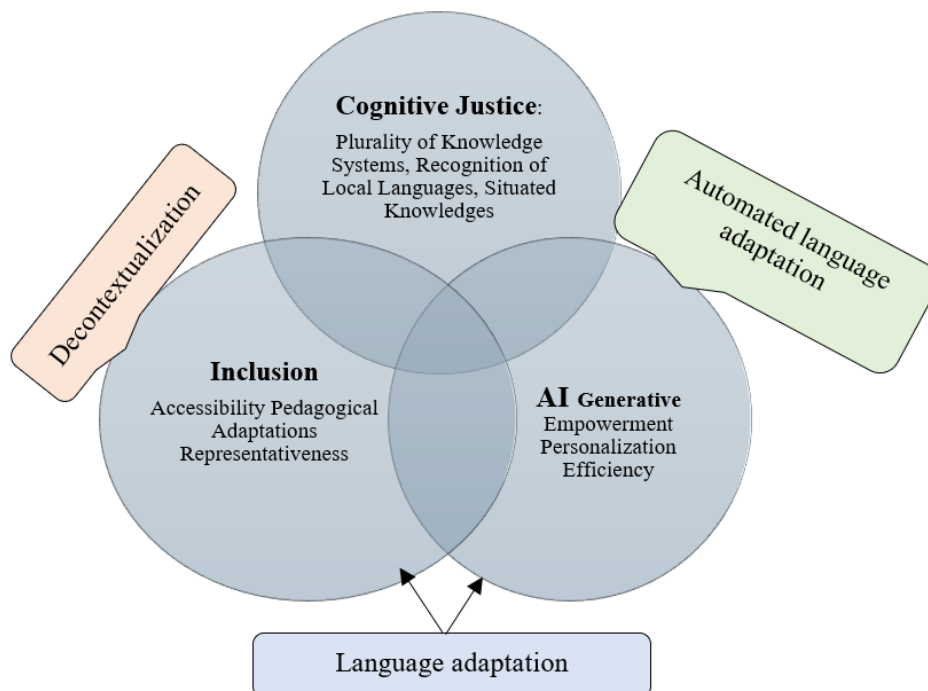 Cognitive Justice:
Plurality of Knowledge
Systems, Recognition of
Local Languages, Situated
Knowledges
Decontextualization
Automated language
adaptation
Inclusion
Accessibility Pedagogical
Adaptations
Representativeness
AI Generative
Empowerment
Personalization
Efficiency
Language adaptation